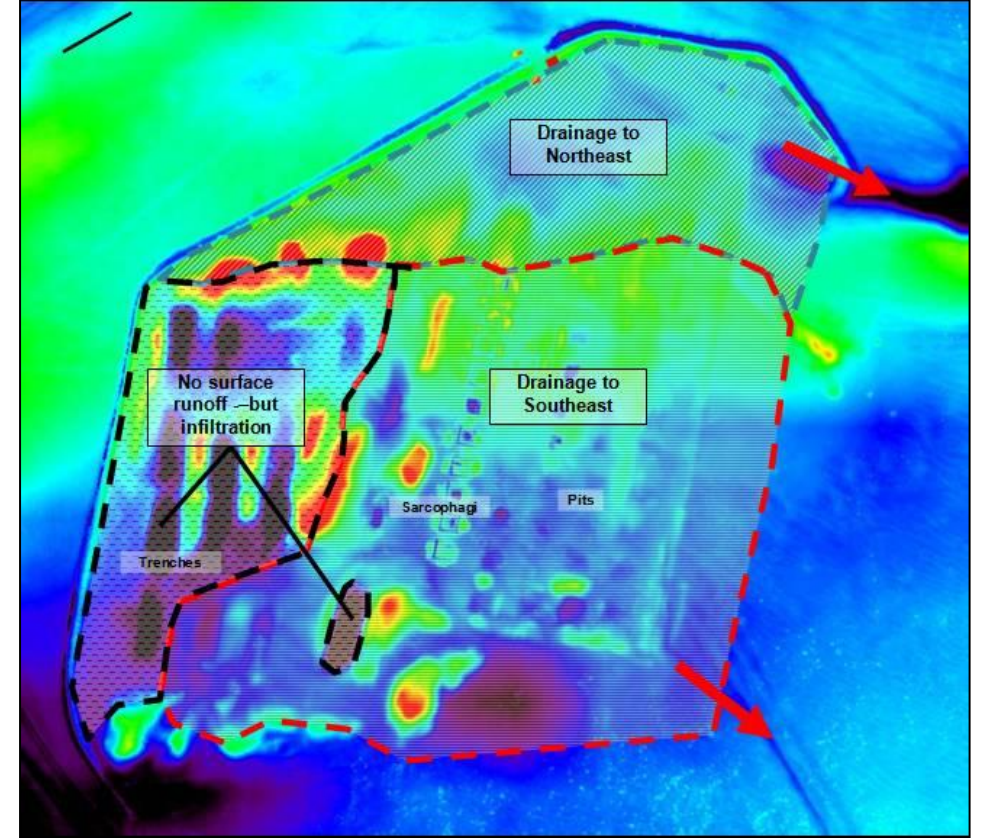 Drainage to
Northeast
No surface
runoff —but
infiltration
Drainage to
Southeast
Sarcophagi
Pits
Trenches